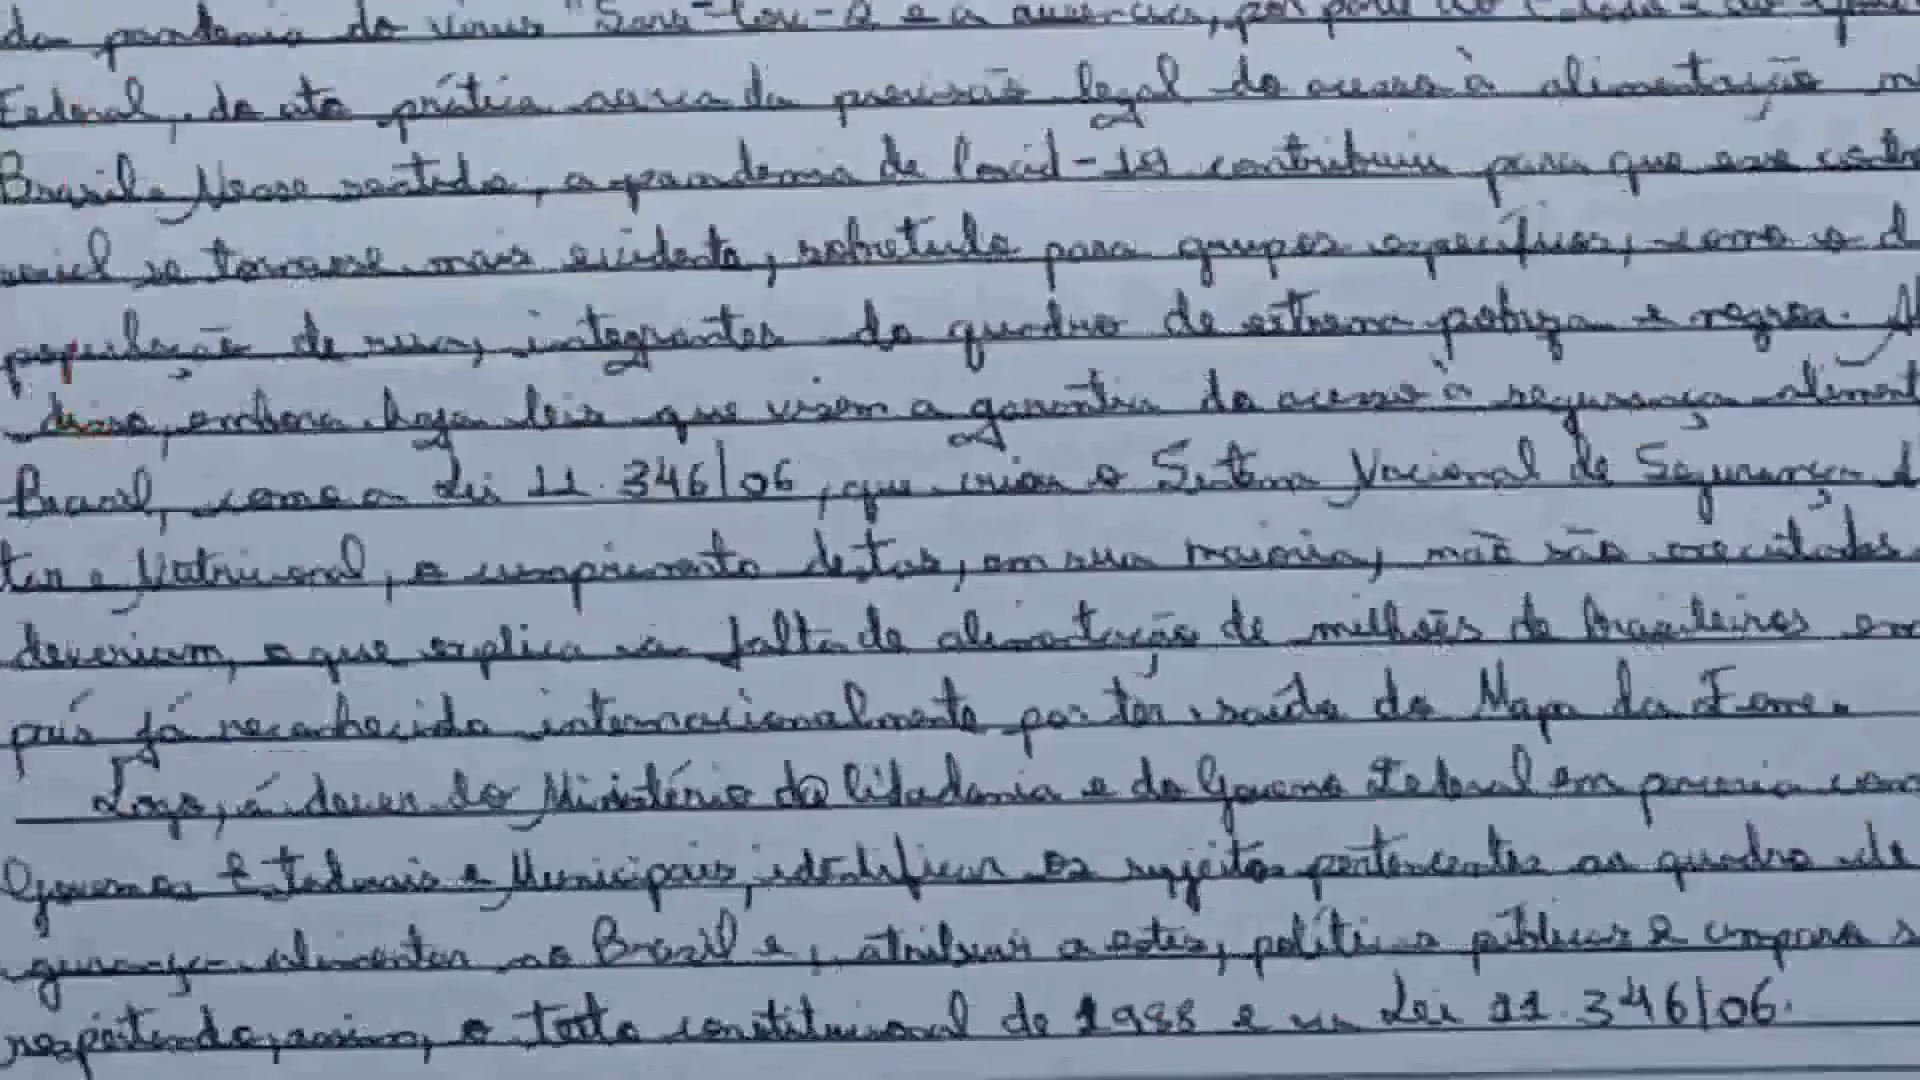 da pandemia do vírus "Sars-Cov-2 e a ausência, por parte do
Federal, do ato prático acerca da previsão legal do acesso à alimentação
Brasil. Nesse sentido, a pandemia de Covid-19 contribuiu para que esse
social se tornasse mais evidente, sobretudo para grupos específicos, como o
população de rua, integrantes do quadro de extrema pobreza e negros.
disso, embora haja leis que visem a garantia do acesso à segurança
Brasil, como a Lei 11.346/06, que criou o Sistema Nacional de Segurança
tar e Nutricional, o cumprimento destas, em sua maioria, não são executadas
deveriam, o que explica a falta de alimentação de milhões de brasileiros em
país já reconhecido internacionalmente por ter saído do Mapa da Fome.
Logo, é dever do Ministério da Cidadania e do Governo Federal em parceria com
Governos Estaduais e Municipais, identificar os sujeitos pertencentes ao quadro de
gurança alimentar no Brasil e, atribuir a estes, políticas públicas e
respeitando, assim, o texto constitucional de 1988 e a Lei 11.346/06.